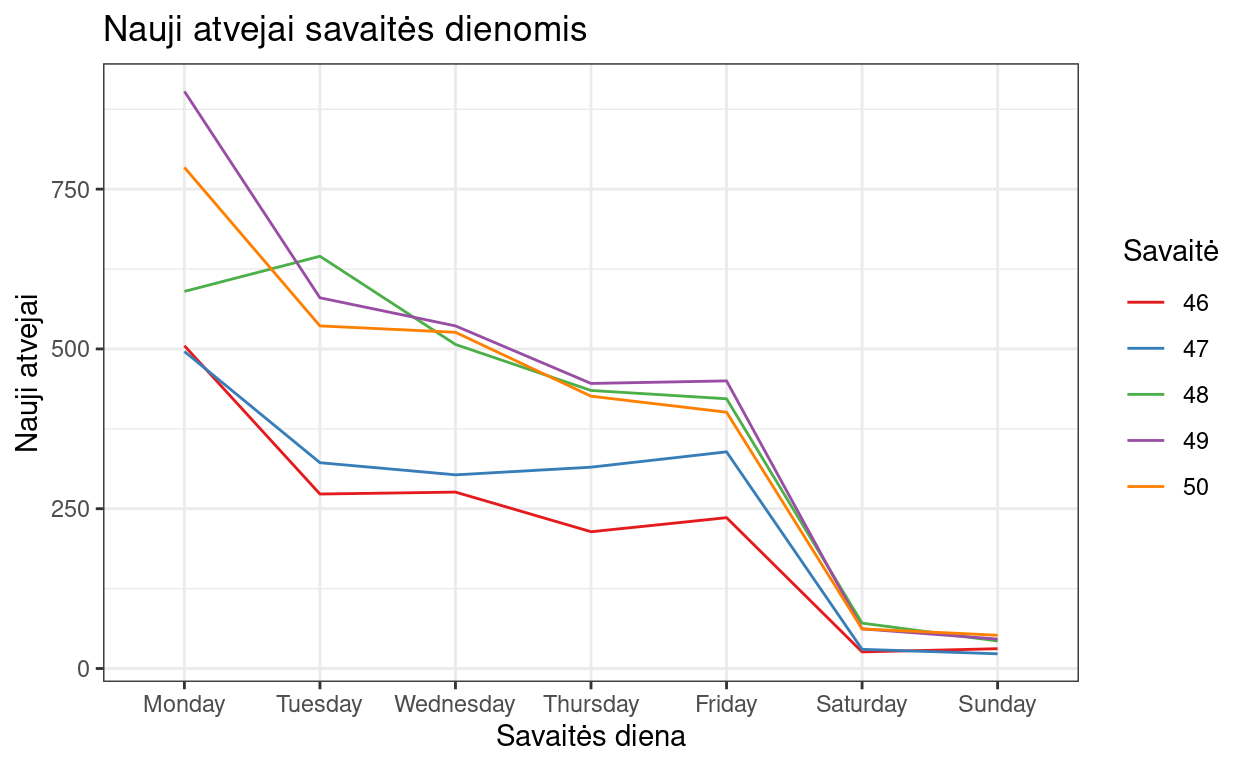 Nauji atvejai savaitės dienomis
Nauji atvejai
750
500
250
0
Monday Tuesday Wednesday Thursday Friday Saturday Sunday
Savaitės diena
Savaitė
46
47
48
49
50